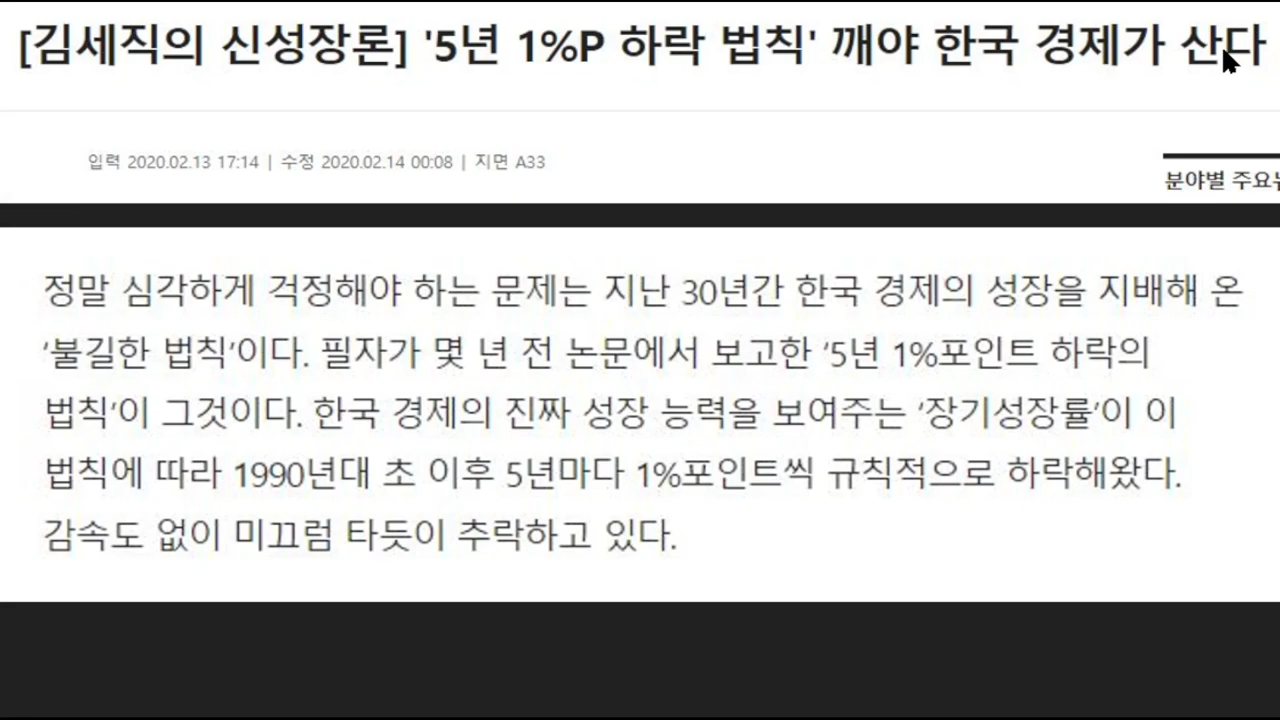 [김세직의 신성장론] '5년 1%P 하락 법칙' 깨야 한국 경제가 산다
입력 2020.02.13 17:14 | 수정 2020.02.14 00:08 | 지면 A33
분야별 주요
정말 심각하게 걱정해야 하는 문제는 지난 30년간 한국 경제의 성장을 지배해 온
‘불길한 법칙’이다. 필자가 몇 년 전 논문에서 보고한 ‘5년 1%포인트 하락의
법칙’이 그것이다. 한국 경제의 진짜 성장 능력을 보여주는 ‘장기성장률’이 이
법칙에 따라 1990년대 초 이후 5년마다 1%포인트씩 규칙적으로 하락해왔다.
감속도 없이 미끄럼 타듯이 추락하고 있다.